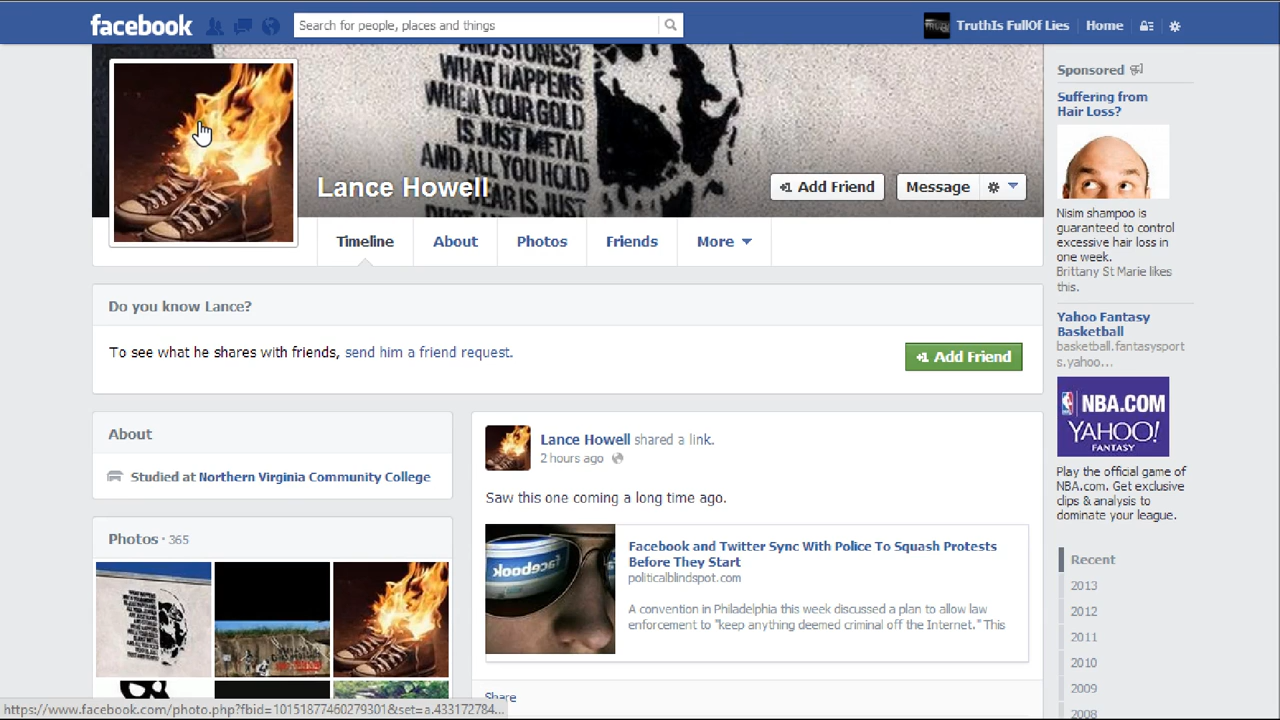 facebook
Search for people, places and things
TruthIs FullOf Lies
Home
AND STONES?
WHAT HAPPENS
WHEN YOUR GOLD
IS JUST METAL
AND ALL YOU HOLD
DEAR IS JUST
Lance Howell
+1 Add Friend
Message
Timeline
About
Photos
Friends
More
Do you know Lance?
To see what he shares with friends, send him a friend request.
+1 Add Friend
About
Studied at Northern Virginia Community College
Photos · 365
Lance Howell shared a link.
2 hours ago
Saw this one coming a long time ago.
facebook
Facebook and Twitter Sync With Police To Squash Protests
Before They Start
politicalblindspot.com
A convention in Philadelphia this week discussed a plan to allow law
enforcement to "keep anything deemed criminal off the Internet." This
Share
Sponsored
Suffering from
Hair Loss?
Nisim shampoo is
guaranteed to control
excessive hair loss in
one week.
Brittany St Marie likes
this.
Yahoo Fantasy
Basketball
basketball.fantasysport
s.yahoo...
NBA.COM
YAHOO!
FANTASY
Play the official game of
NBA.com. Get exclusive
clips & analysis to
dominate your league.
Recent
2013
2012
2011
2010
2009
2008
https://www.facebook.com/photo.php?fbid=10151877460279301&set=a.433172784...